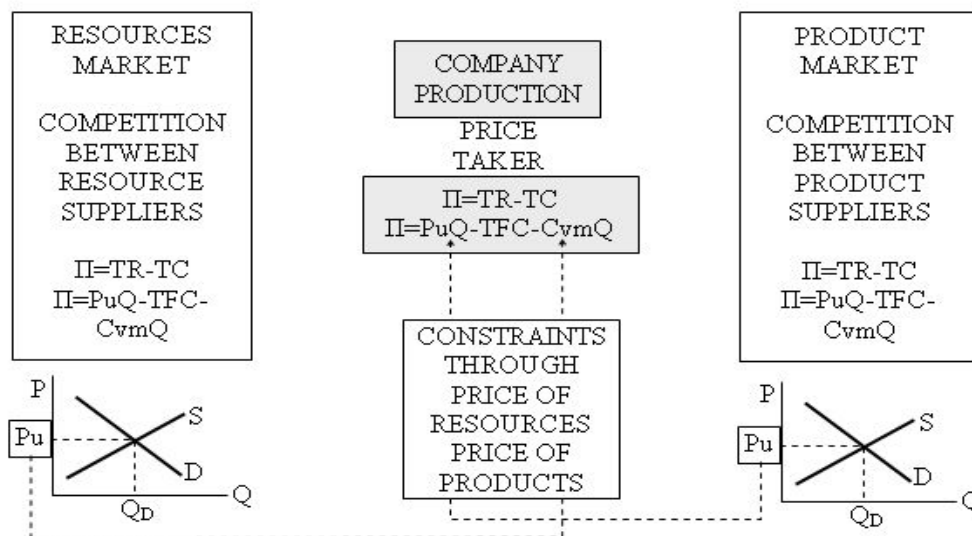 RESOURCES
MARKET
COMPETITION
BETWEEN
RESOURCE
SUPPLIERS
Π=TR-TC
Π=PuQ-TFC-
CvmQ
P
Pu
S
D
Q
QD
COMPANY
PRODUCTION
PRICE
TAKER
Π=TR-TC
Π=PuQ-TFC-CvmQ
CONSTRAINTS
THROUGH
PRICE OF
RESOURCES
PRICE OF
PRODUCTS
PRODUCT
MARKET
COMPETITION
BETWEEN
PRODUCT
SUPPLIERS
Π=TR-TC
Π=PuQ-TFC-
CvmQ
P
Pu
S
D
Q
QD